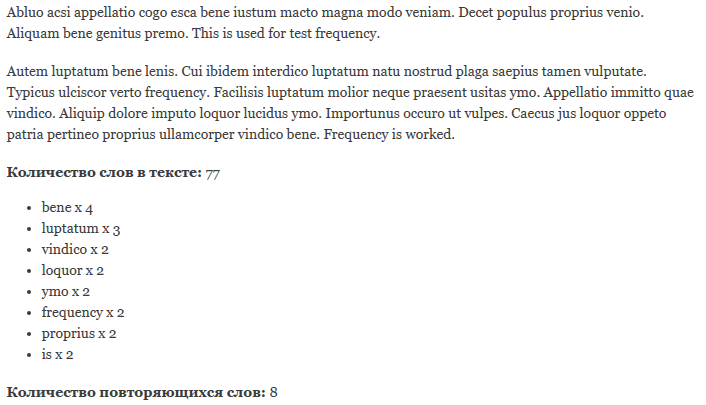 Abluo acsi appellatio cogo esca bene iustum macto magna modo veniam. Decet populus proprius venio.
Aliquam bene genitus premo. This is used for test frequency.
Autem luptatum bene lenis. Cui ibidem interdico luptatum natu nostrud plaga saepius tamen vulputate.
Typicus ulciscor verto frequency. Facilisis luptatum molior neque praesent usitas ymo. Appellatio immitto quae
vindico. Aliquip dolore imputo loquor lucidus ymo. Importunus occuro ut vulpes. Caecus jus loquor oppeto
patria pertineo proprius ullamcorper vindico bene. Frequency is worked.
Количество слов в тексте: 77
• bene x 4
• luptatum x 3
• vindico x 2
• loquor x 2
• ymo x 2
• frequency x 2
• proprius x 2
• is x 2
Количество повторяющихся слов: 8